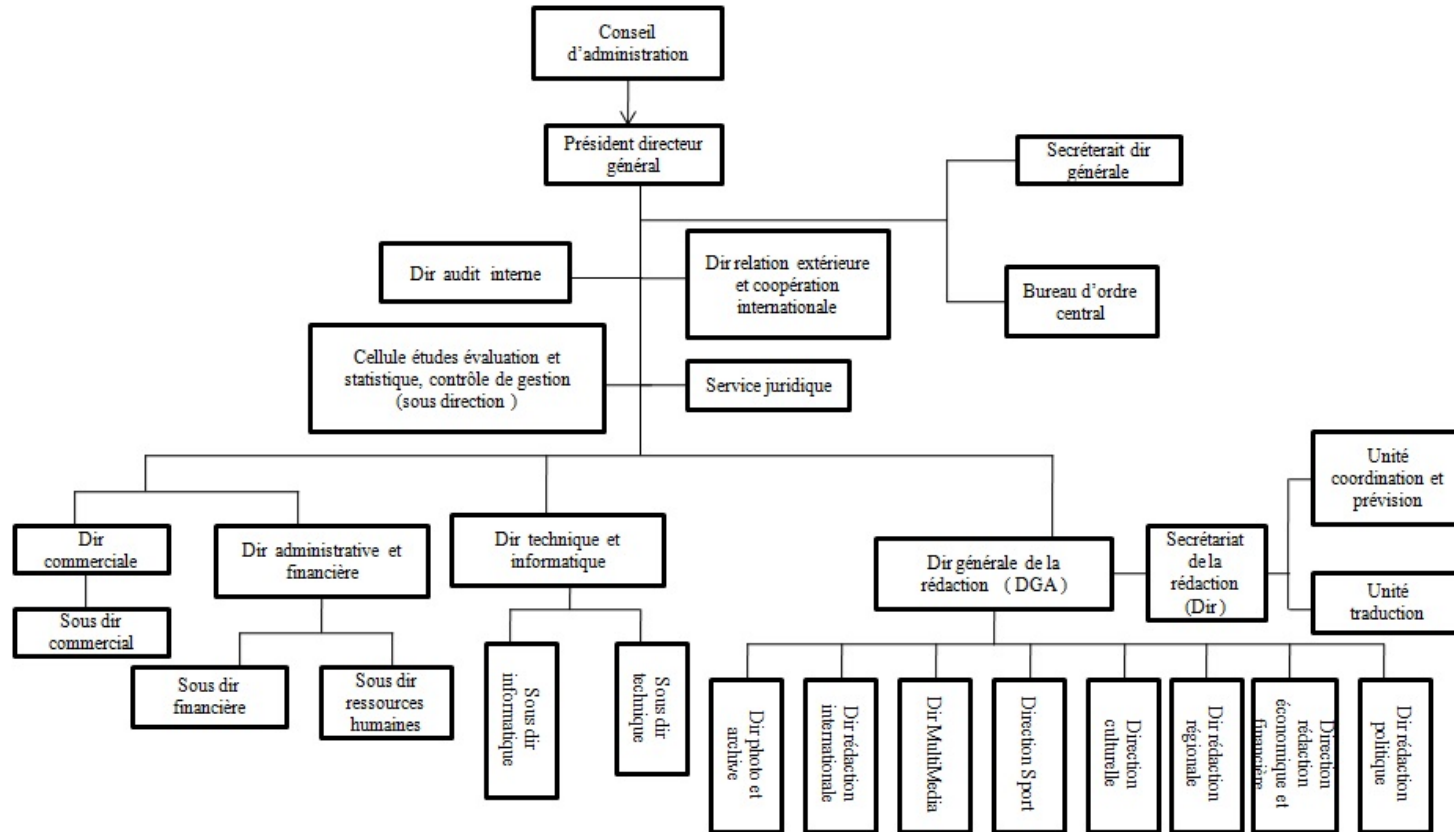 Conseil
d’administration
Président directeur
général
Secréterait dir
générale
Dir audit interne
Dir relation extérieure
et coopération
internationale
Bureau d’ordre
central
Cellule études évaluation et
statistique, contrôle de gestion
(sous direction )
Service juridique
Unité
coordination et
prévision
Dir
commerciale
Dir administrative et
financière
Dir technique et
informatique
Dir générale de la
rédaction ( DGA)
Secrétariat
de la
rédaction
(Dir)
Unité
traduction
Sous dir
commercial
Sous dir
financière
Sous dir
ressources
humaines
Sous dir
informatique
Sous dir
technique
Dir photo et
archive
Dir rédaction
internationale
Dir MultiMedia
Direction Sport
Direction
culturelle
Dir rédaction
régionale
Direction
rédaction
économique et
financière
Dir rédaction
politique